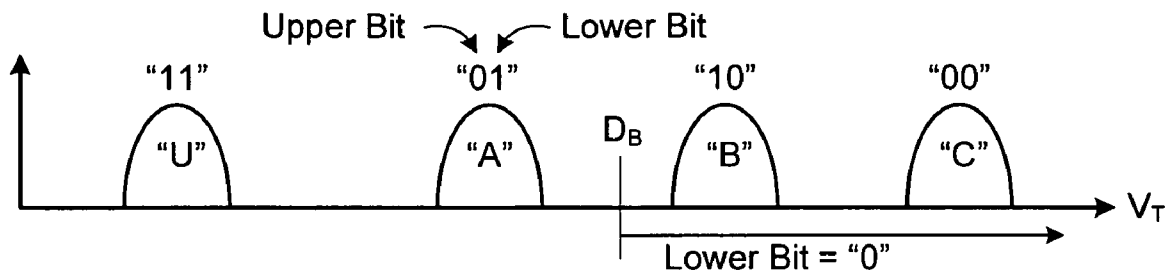 Upper Bit Lower Bit
“11” “01” “10” “00”
D_B
“U” “A” “B” “C”
V_T
Lower Bit = “0”